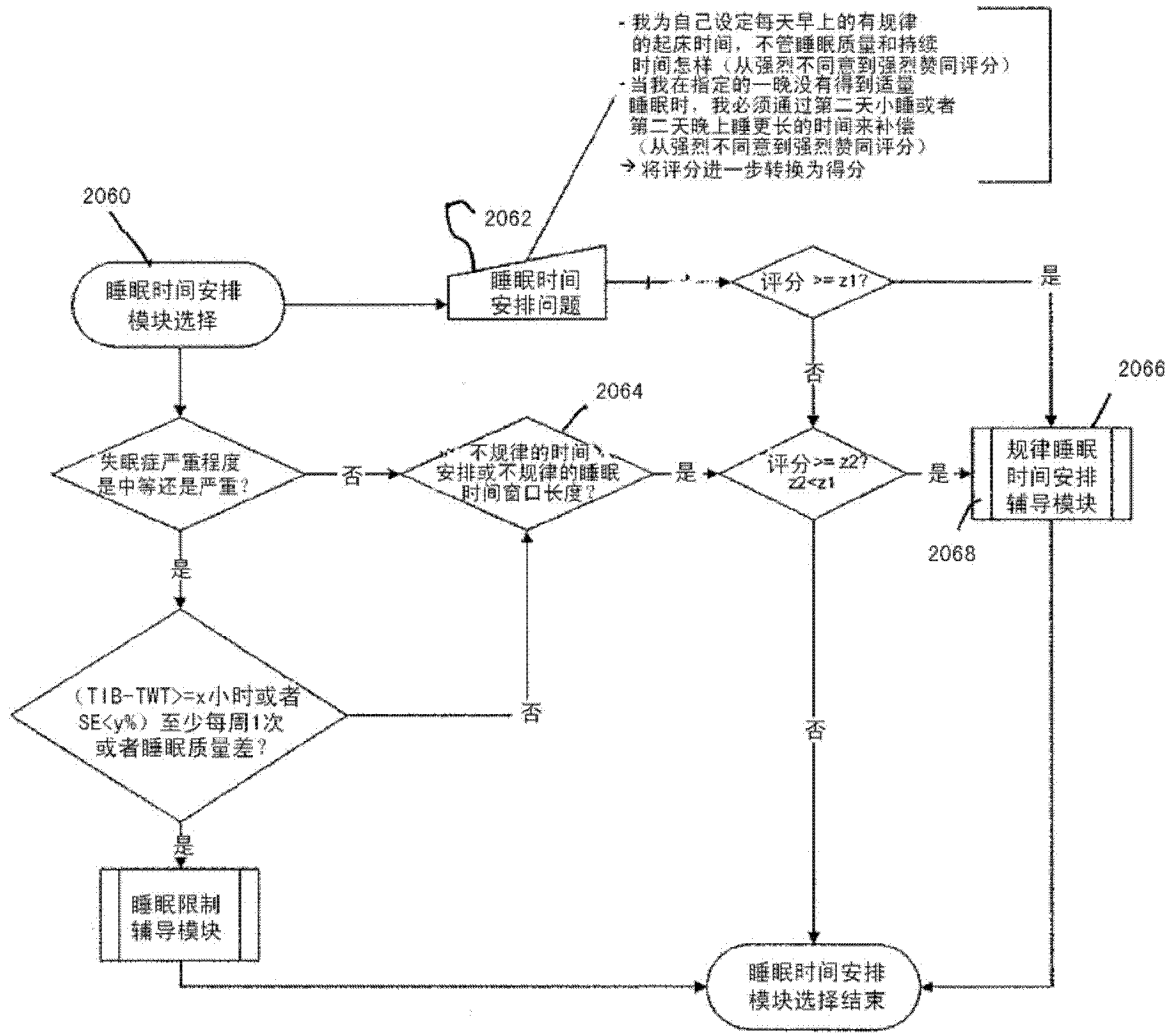 - 我为自己设定每天早上的有规律
的起床时间，不管睡眠质量和持续
时间怎样（从强烈不同意到强烈赞同评分）
- 当我在指定的一晚没有得到适量
睡眠时，我必须通过第二天小睡或者
第二天晚上睡更长的时间来补偿
（从强烈不同意到强烈赞同评分）
→ 将评分进一步转换为得分
2060
2062
睡眠时间安排
模块选择
睡眠时间
安排问题
评分 >= z1?
是
否
2064
2066
失眠症严重程度
是中等还是严重？
否
不规律的时间
安排或不规律的睡眠
时间窗口长度？
是
评分>= z2?
z2<z1
是
规律睡眠
时间安排
辅导模块
2068
是
(TIB-TWT>=x小时或者
SE<y%) 至少每周1次
或者睡眠质量差?
否
否
是
睡眠限制
辅导模块
睡眠时间安排
模块选择结束